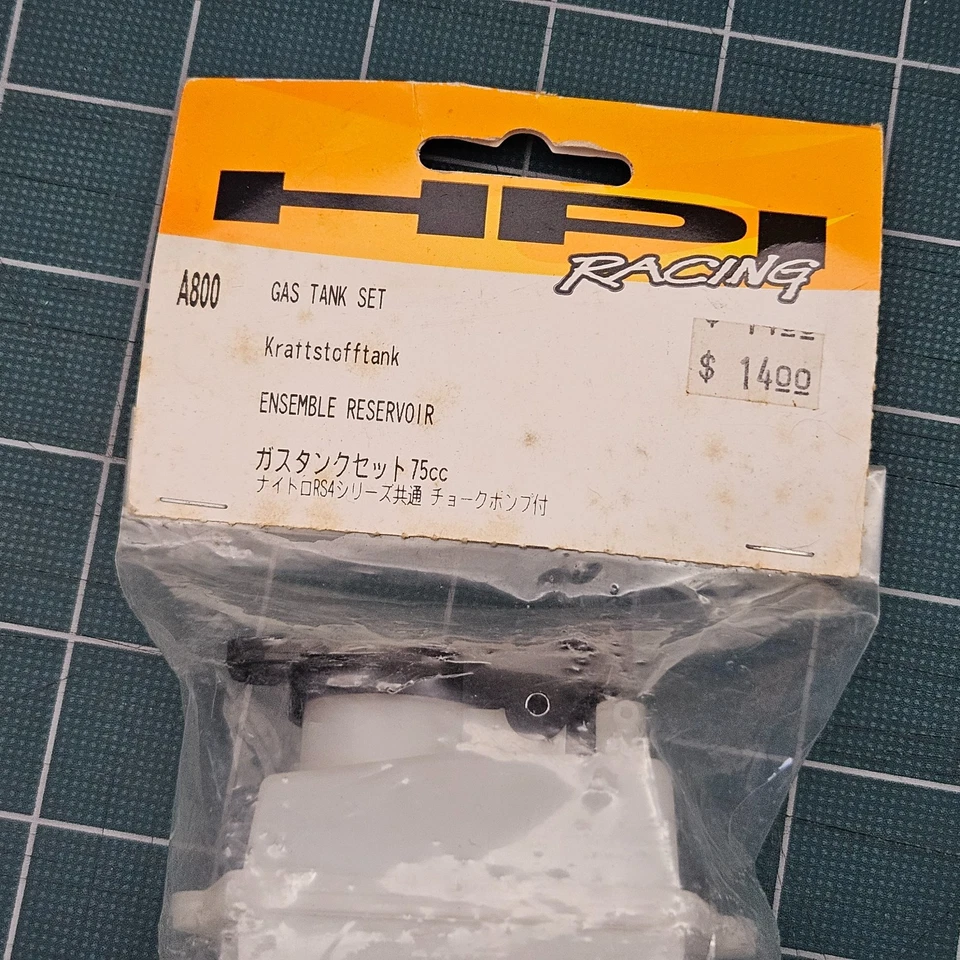 HPI
RACING
A800 GAS TANK SET
$ 1400
Kraftstofftank
ENSEMBLE RESERVOIR
ガスタンクセット75cc
ナイトロRS4シリーズ共通 チョークポンプ付